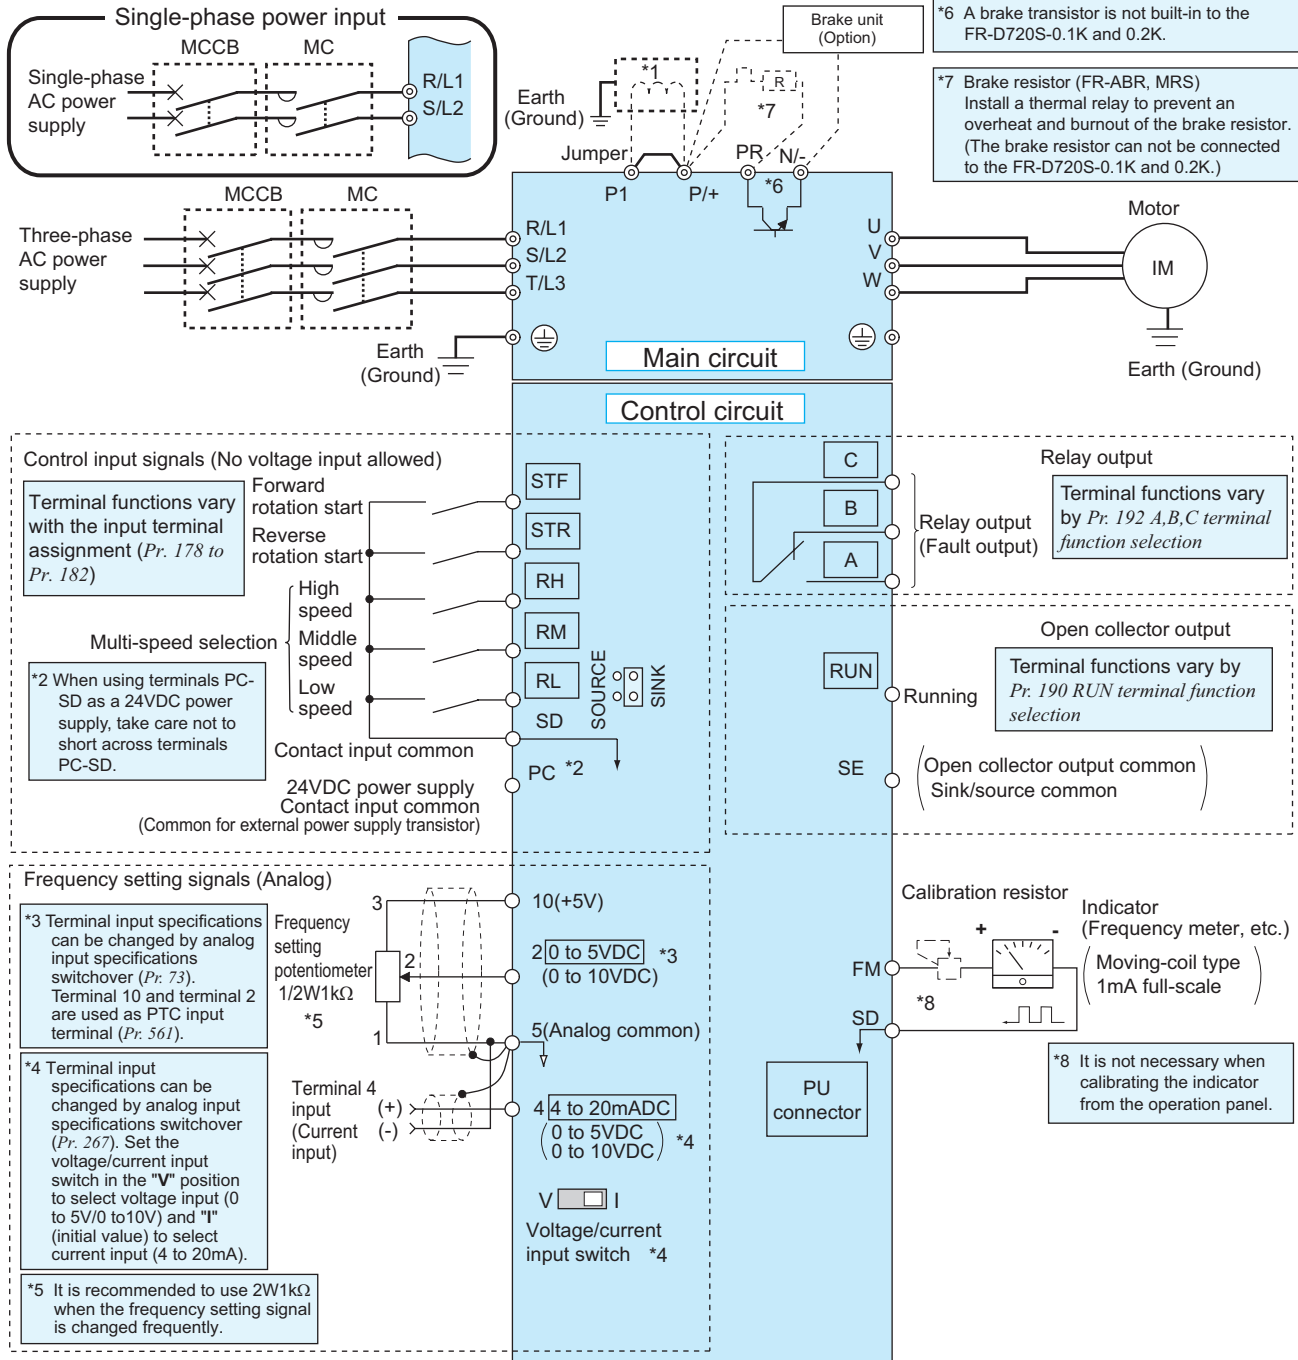 Single-phase power input
MCCB MC
Single-phase
AC power
supply
R/L1
S/L2
Brake unit
(Option)
*6 A brake transistor is not built-in to the
FR-D720S-0.1K and 0.2K.
*7 Brake resistor (FR-ABR, MRS)
Install a thermal relay to prevent an
overheat and burnout of the brake resistor.
(The brake resistor can not be connected
to the FR-D720S-0.1K and 0.2K.)
*1
R
*7
Earth
(Ground)
Jumper
PR N/-
P1 P/+ *6
MCCB MC
Three-phase
AC power
supply
R/L1
S/L2
T/L3
U
V
W
Motor
IM
Earth
(Ground)
Main circuit
Earth (Ground)
Control circuit
Control input signals (No voltage input allowed)
Terminal functions vary
with the input terminal
assignment (Pr. 178 to
Pr. 182)
Forward
rotation start
Reverse
rotation start
High
speed
Multi-speed selection
Middle
speed
Low
speed
*2 When using terminals PC-
SD as a 24VDC power
supply, take care not to
short across terminals
PC-SD.
Contact input common
24VDC power supply
Contact input common
(Common for external power supply transistor)
STF
STR
RH
RM
RL
SD
PC *2
SOURCE
SINK
C
B
A
Relay output
Relay output
(Fault output)
Terminal functions vary
by Pr. 192 A,B,C terminal
function selection
Open collector output
RUN
Running
Terminal functions vary by
Pr. 190 RUN terminal function
selection
SE
Open collector output common
Sink/source common
Frequency setting signals (Analog)
*3 Terminal input specifications
can be changed by analog
input specifications
switchover (Pr. 73).
Terminal 10 and terminal 2
are used as PTC input
terminal (Pr. 561).
Frequency
setting
potentiometer
1/2W1kΩ
*5
3
2
1
10(+5V)
2 0 to 5VDC *3
(0 to 10VDC)
5(Analog common)
*4 Terminal input
specifications can be
changed by analog input
specifications switchover
(Pr. 267). Set the
voltage/current input
switch in the "V" position
to select voltage input (0
to 5V/0 to10V) and "I"
(initial value) to select
current input (4 to 20mA).
Terminal 4
input
(Current
input)
(+)
(-)
4 4 to 20mADC
0 to 5VDC
0 to 10VDC
*4
V I
Voltage/current
input switch *4
*5 It is recommended to use 2W1kΩ
when the frequency setting signal
is changed frequently.
Calibration resistor
+ -
Indicator
(Frequency meter, etc.)
Moving-coil type
1mA full-scale
FM
*8
SD
PU
connector
*8 It is not necessary when
calibrating the indicator
from the operation panel.